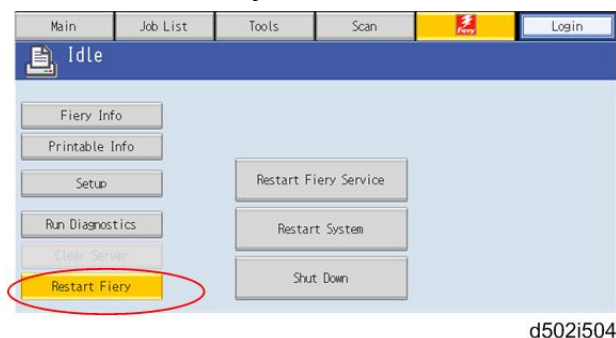 Main Job List Tools Scan Fiery Login
Idle
Fiery Info
Printable Info
Setup
Run Diagnostics
Clear Server
Restart Fiery
Restart Fiery Service
Restart System
Shut Down
d502i504